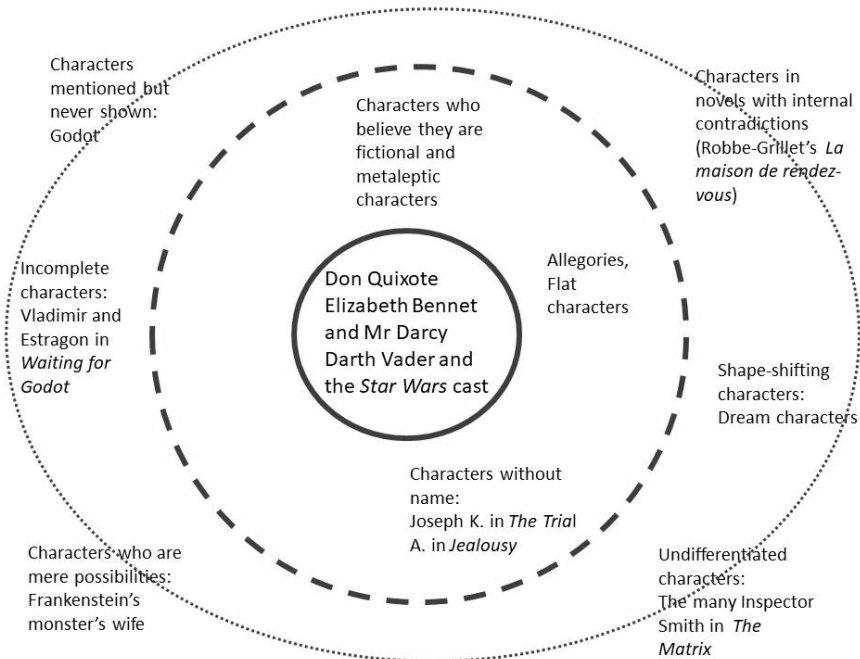 Characters
mentioned but
never shown:
Godot
Characters who
believe they are
fictional and
metaleptic
characters
Characters in
novels with internal
contradictions
(Robbe-Grillet's La
maison de rendez-
vous)
Incomplete
characters:
Vladimir and
Estragon in
Waiting for
Godot
Don Quixote
Elizabeth Bennet
and Mr Darcy
Darth Vader and
the Star Wars cast
Allegories,
Flat
characters
Shape-shifting
characters:
Dream characters
Characters without
name:
Joseph K. in The Trial
A. in Jealousy
Characters who are
mere possibilities:
Frankenstein's
monster's wife
Undifferentiated
characters:
The many Inspector
Smith in The
Matrix